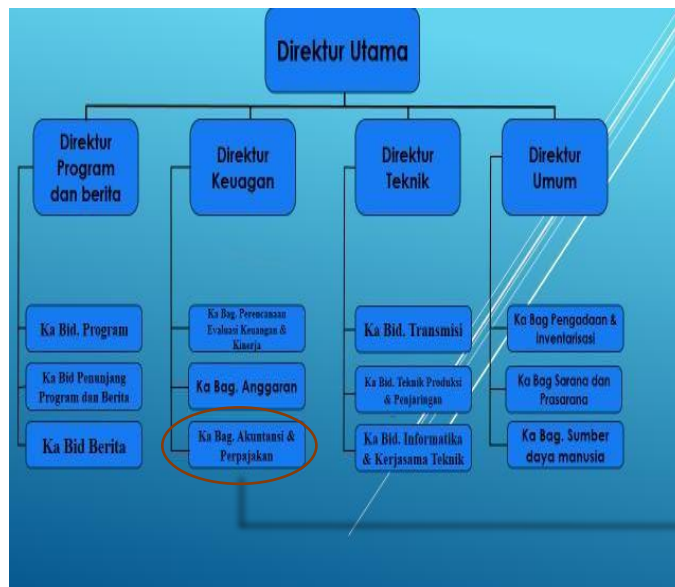 Direktur Utama
Direktur
Program
dan berita
Direktur
Keuagan
Direktur
Teknik
Direktur
Umum
Ka Bid. Program
Ka Bid Penunjang
Program dan Berita
Ka Bid Berita
Ka Bag. Perencanaan
Evaluasi Keuangan &
Kinerja
Ka Bag. Anggaran
Ka Bag. Akuntansi &
Perpajakan
Ka Bid. Transmisi
Ka Bid. Teknik Produksi
& Penjaringan
Ka Bid. Informatika
& Kerjasama Teknik
Ka Bag Pengadaan &
Inventarisasi
Ka Bag Sarana dan
Prasarana
Ka Bag. Sumber
daya manusia